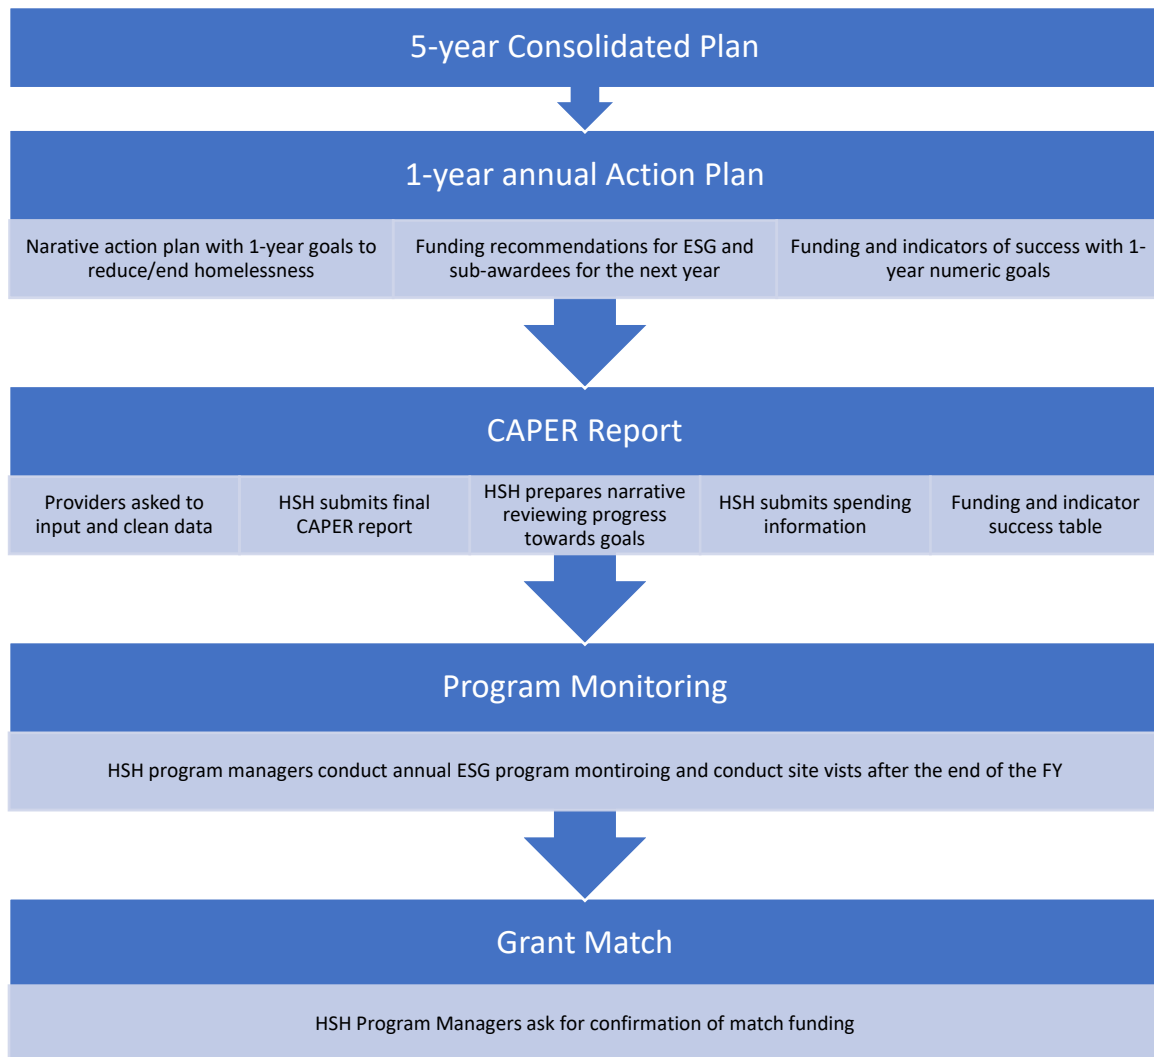 5-year Consolidated Plan
1-year annual Action Plan
Narative action plan with 1-year goals to
reduce/end homelessness
Funding recommendations for ESG and
sub-awardees for the next year
Funding and indicators of success with 1-
year numeric goals
CAPER Report
Providers asked to
input and clean data
HSH submits final
CAPER report
HSH prepares narrative
reviewing progress
towards goals
HSH submits spending
information
Funding and indicator
success table
Program Monitoring
HSH program managers conduct annual ESG program montiroing and conduct site vists after the end of the FY
Grant Match
HSH Program Managers ask for confirmation of match funding